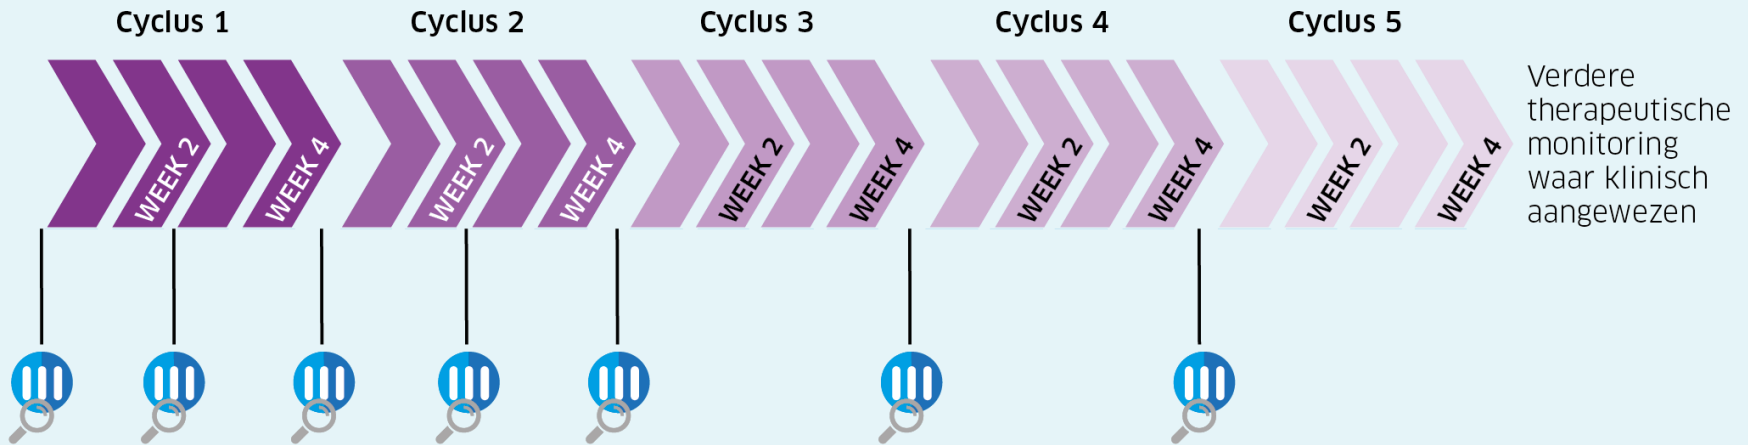 Cyclus 1
Cyclus 2
Cyclus 3
Cyclus 4
Cyclus 5
WEEK 2
WEEK 4
WEEK 2
WEEK 4
WEEK 2
WEEK 4
WEEK 2
WEEK 4
WEEK 2
WEEK 4
Verdere
therapeutische
monitoring
waar klinisch
aangewezen